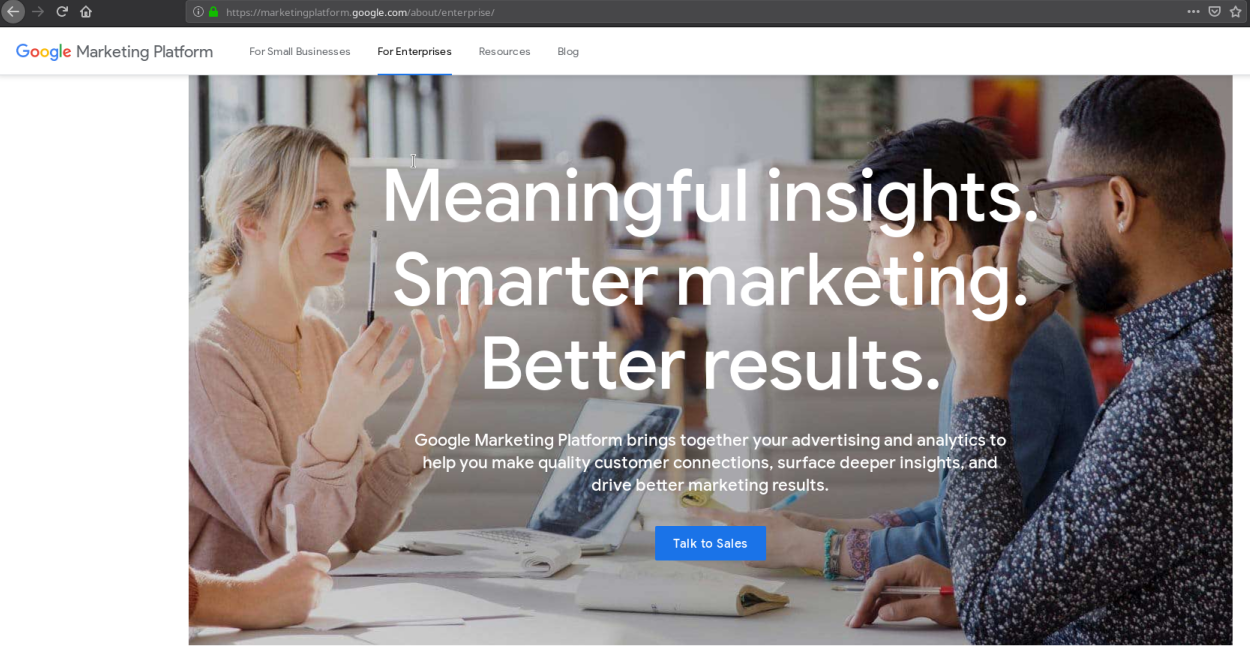 https://marketingplatform.google.com/about/enterprise/
Google Marketing Platform For Small Businesses For Enterprises Resources Blog
Meaningful insights.
Smarter marketing.
Better results.
Google Marketing Platform brings together your advertising and analytics to
help you make quality customer connections, surface deeper insights, and
drive better marketing results.
Talk to Sales